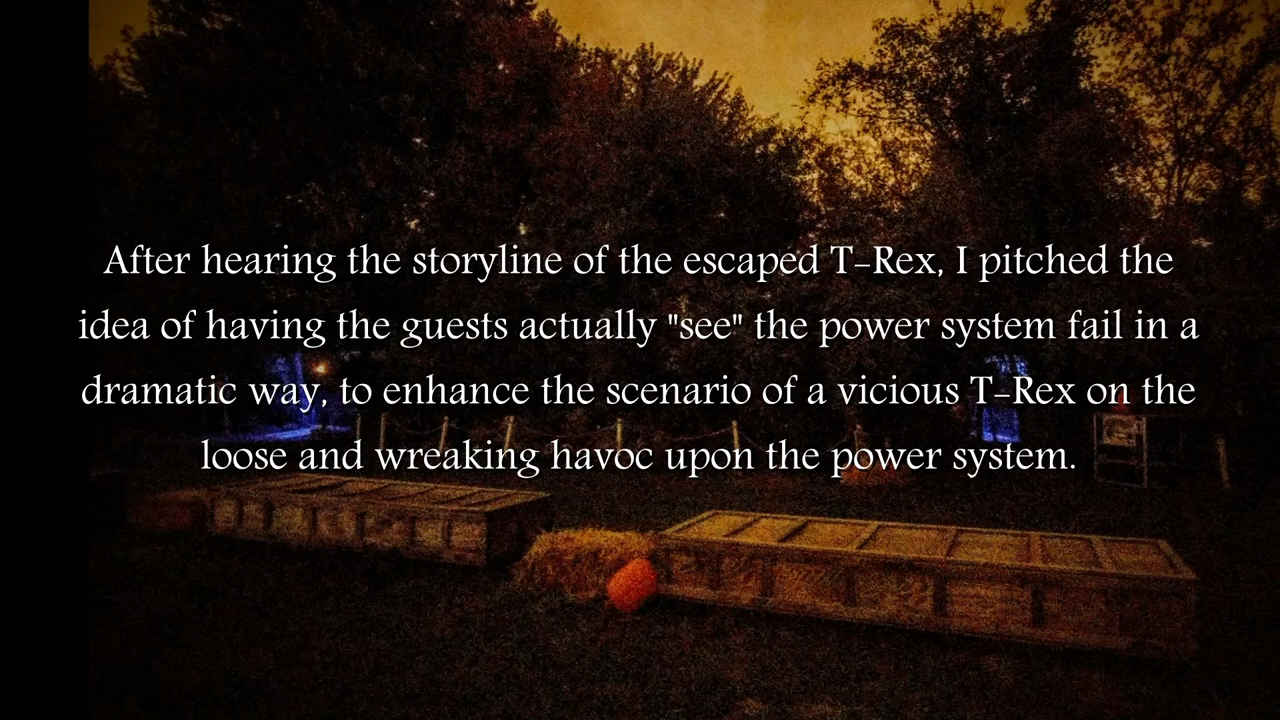 After hearing the storyline of the escaped T-Rex, I pitched the
idea of having the guests actually "see" the power system fail in a
dramatic way, to enhance the scenario of a vicious T-Rex on the
loose and wreaking havoc upon the power system.